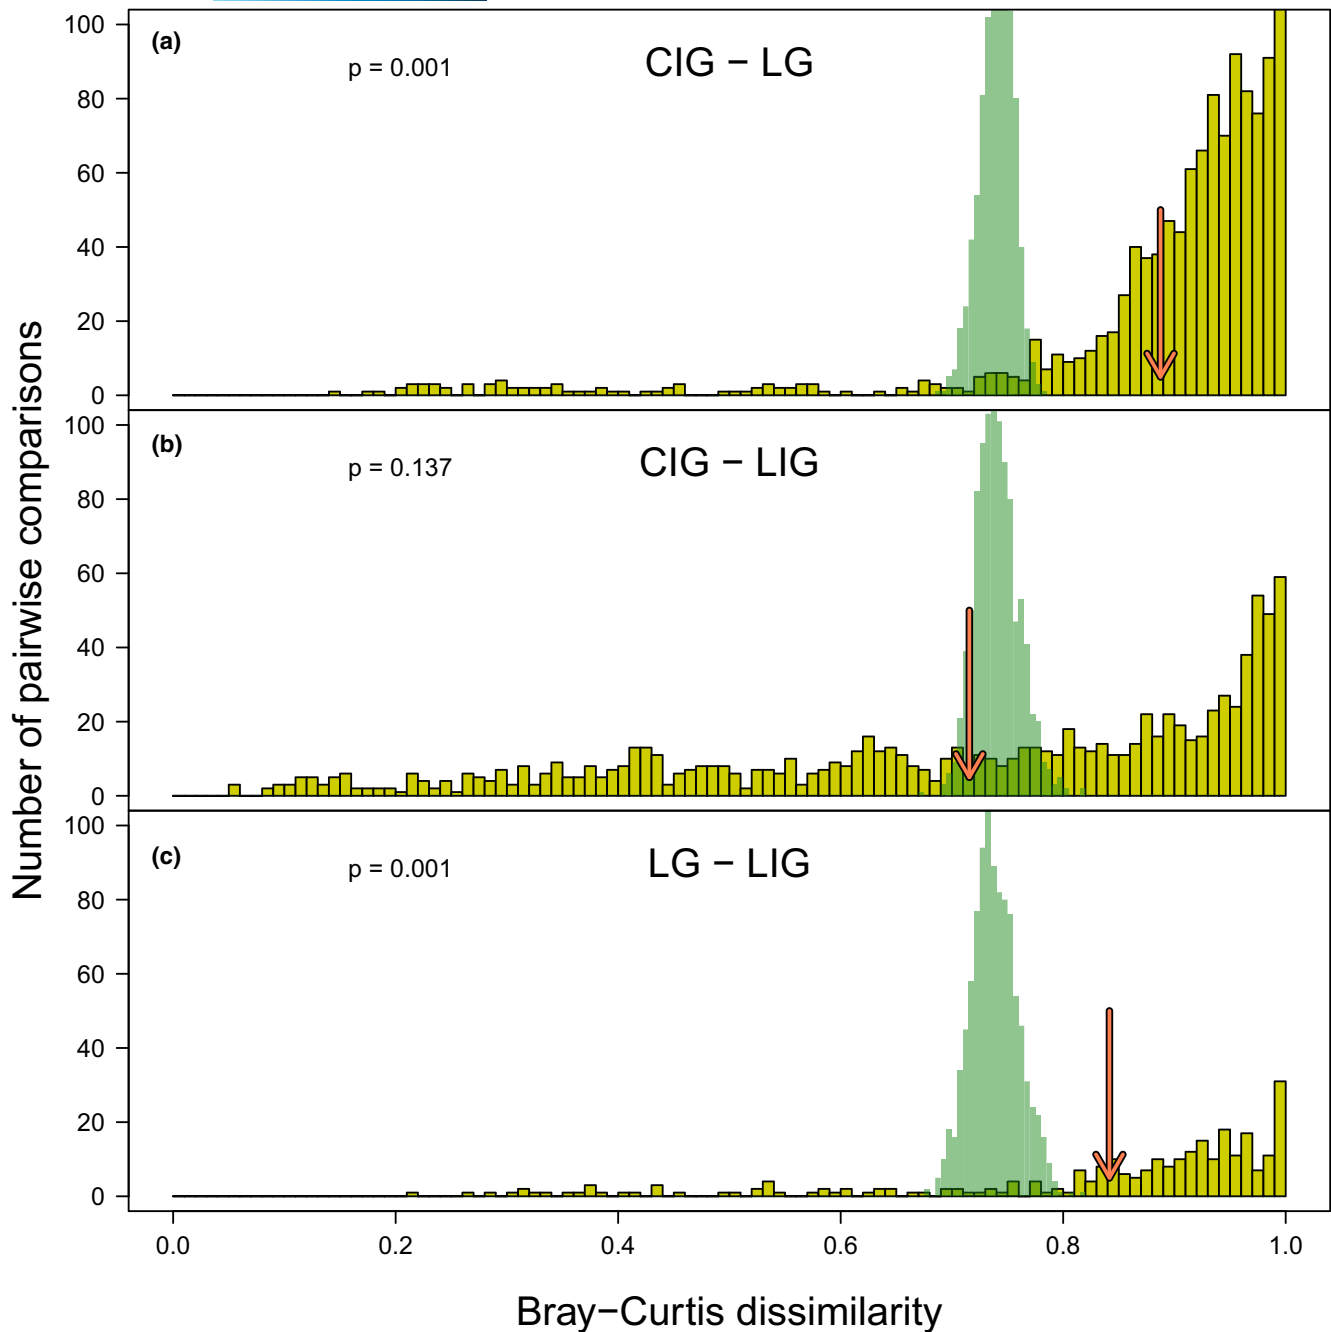 (a)
p = 0.001
CIG − LG
100
80
60
40
20
0
(b)
p = 0.137
CIG − LIG
100
80
60
40
20
0
(c)
p = 0.001
LG − LIG
100
80
60
40
20
0
Number of pairwise comparisons
0.0 0.2 0.4 0.6 0.8 1.0
Bray−Curtis dissimilarity